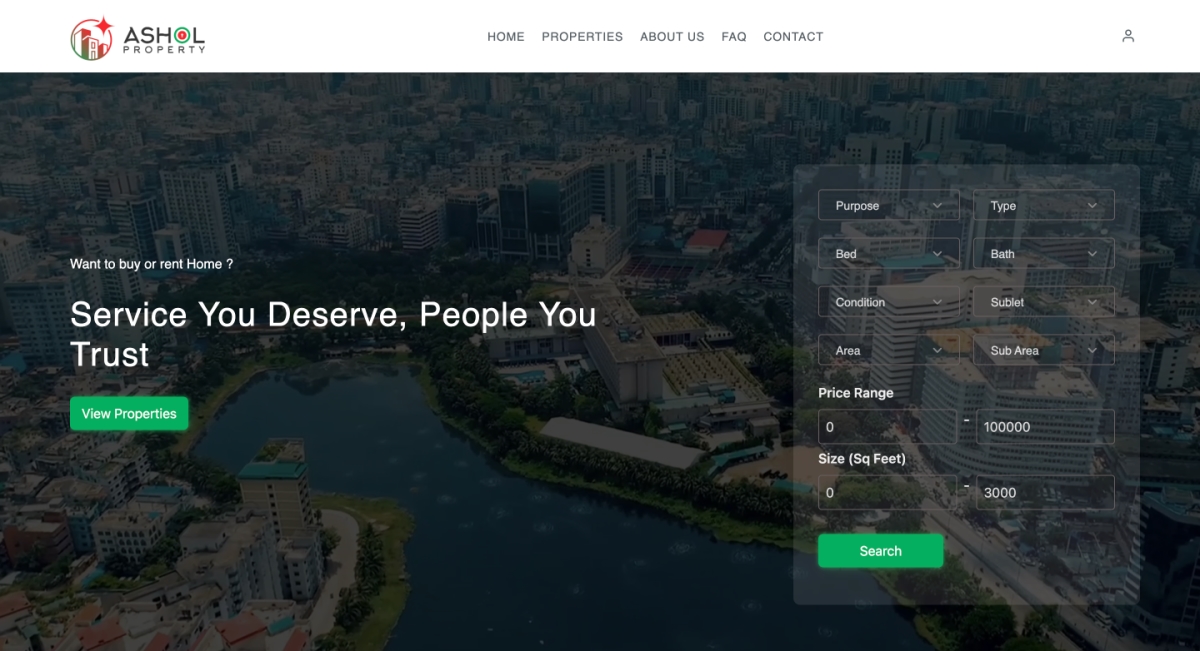 ASHOL
PROPERTY
HOME PROPERTIES ABOUT US FAQ CONTACT
Want to buy or rent Home ?
Service You Deserve, People You
Trust
View Properties
Purpose Type
Bed Bath
Condition Sublet
Area Sub Area
Price Range
0 - 100000
Size (Sq Feet)
0 - 3000
Search